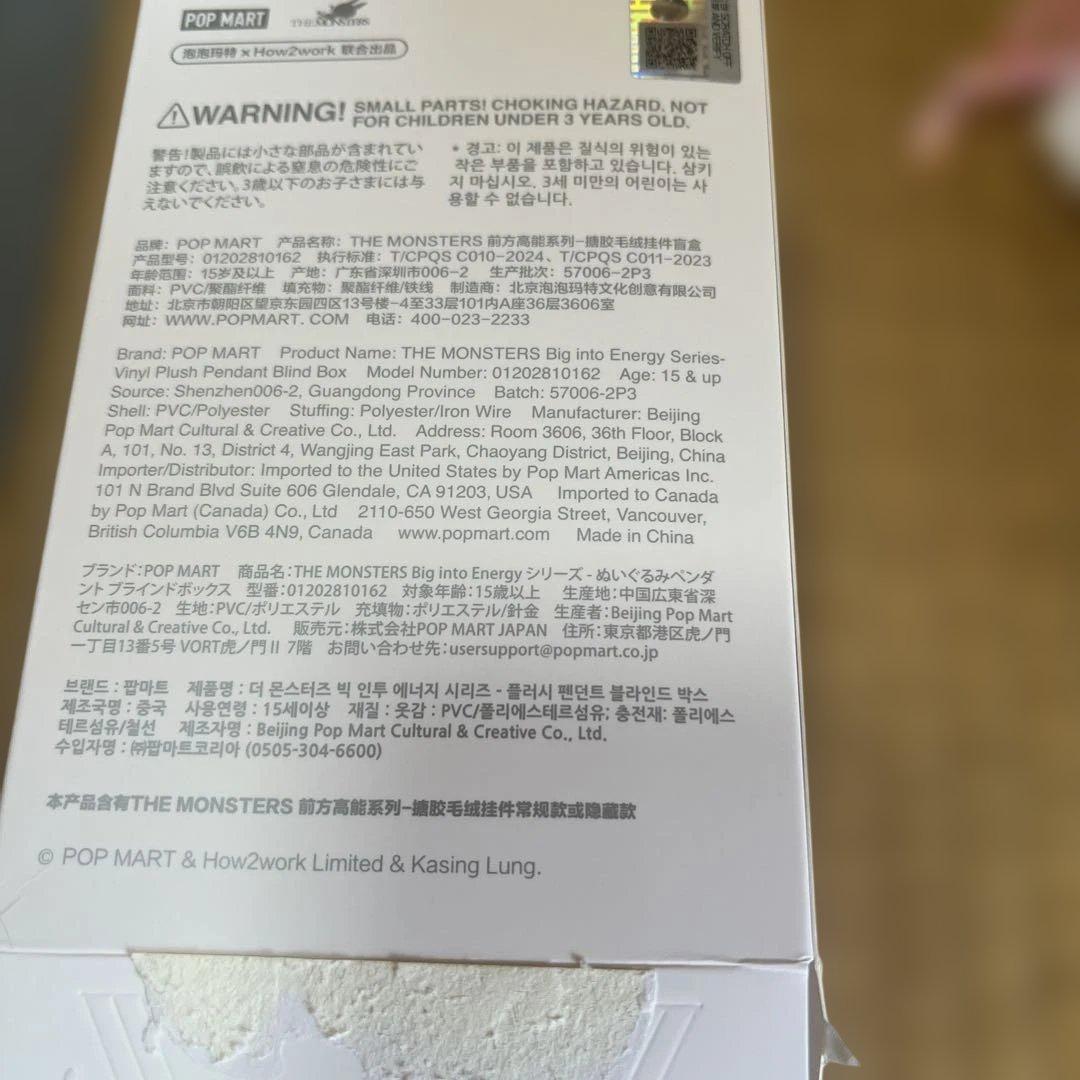 POP MART THE MONSTERS
泡泡玛特 x How2work 联合出品
WARNING! SMALL PARTS! CHOKING HAZARD. NOT
FOR CHILDREN UNDER 3 YEARS OLD.
警告!製品には小さな部品が含まれてい
ますので、誤飲による窒息の危険性にご
注意ください。3歳以下のお子さまには与
えないでください。
* 경고: 이 제품은 질식의 위험이 있는
작은 부품을 포함하고 있습니다. 삼키
지 마십시오. 3세 미만의 어린이는 사
용할 수 없습니다.
品牌: POP MART 产品名称: THE MONSTERS 前方高能系列-搪胶毛绒挂件盲盒
产品型号: 01202810162 执行标准: T/CPQS C010-2024、T/CPQS C011-2023
年龄范围: 15岁及以上 产地: 广东省深圳市006-2 生产批次: 57006-2P3
面料: PVC/聚酯纤维 填充物: 聚酯纤维/铁线 制造商: 北京泡泡玛特文化创意有限公司
地址: 北京市朝阳区望京东园四区13号楼-4至33层101内A座36层3606室
网址: WWW.POPMART. COM 电话: 400-023-2233
Brand: POP MART Product Name: THE MONSTERS Big into Energy Series-
Vinyl Plush Pendant Blind Box Model Number: 01202810162 Age: 15 & up
Source: Shenzhen006-2, Guangdong Province Batch: 57006-2P3
Shell: PVC/Polyester Stuffing: Polyester/Iron Wire Manufacturer: Beijing
Pop Mart Cultural & Creative Co., Ltd. Address: Room 3606, 36th Floor, Block
A, 101, No. 13, District 4, Wangjing East Park, Chaoyang District, Beijing, China
Importer/Distributor: Imported to the United States by Pop Mart Americas Inc.
101 N Brand Blvd Suite 606 Glendale, CA 91203, USA Imported to Canada
by Pop Mart (Canada) Co., Ltd 2110-650 West Georgia Street, Vancouver,
British Columbia V6B 4N9, Canada www.popmart.com Made in China
ブランド:POP MART 商品名:THE MONSTERS Big into Energy シリーズ - ぬいぐるみペンダ
ント ブラインドボックス 型番:01202810162 対象年齢:15歳以上 生産地:中国広東省深
セン市006-2 生地:PVC/ポリエステル 充填物:ポリエステル/針金 生産者:Beijing Pop Mart
Cultural & Creative Co., Ltd. 販売元:株式会社POP MART JAPAN 住所:東京都港区虎ノ門
一丁目13番5号 VORT虎ノ門 II 7階 お問い合わせ先:usersupport@popmart.co.jp
브랜드 : 팝마트 제품명 : 더 몬스터즈 빅 인투 에너지 시리즈 - 플러시 펜던트 블라인드 박스
제조국명 : 중국 사용연령 : 15세이상 재질 : 옷감 : PVC/폴리에스테르섬유; 충전재: 폴리에스
테르섬유/철선 제조자명 : Beijing Pop Mart Cultural & Creative Co., Ltd.
수입자명 : ㈜팝마트코리아 (0505-304-6600)
本产品含有THE MONSTERS 前方高能系列-搪胶毛绒挂件常规款或隐藏款
© POP MART & How2work Limited & Kasing Lung.